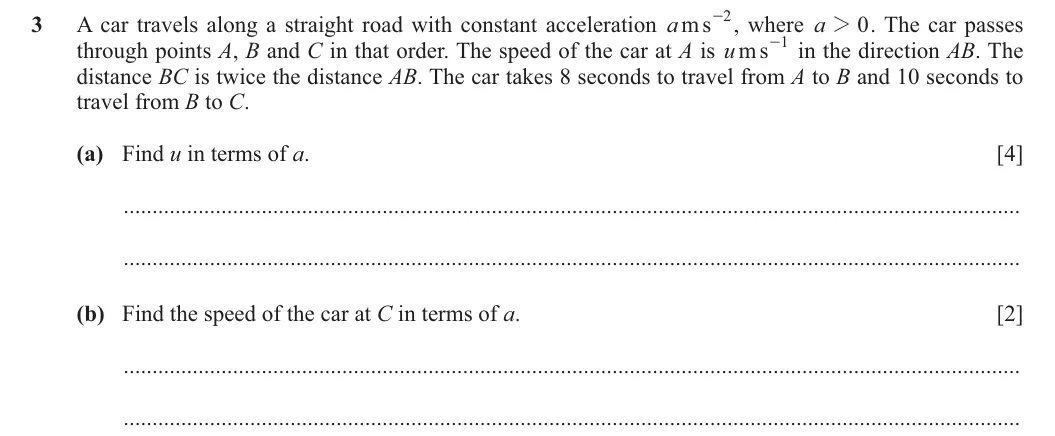 3 A car travels along a straight road with constant acceleration a m s⁻², where a > 0. The car passes
through points A, B and C in that order. The speed of the car at A is u m s⁻¹ in the direction AB. The
distance BC is twice the distance AB. The car takes 8 seconds to travel from A to B and 10 seconds to
travel from B to C.
(a) Find u in terms of a. [4]
(b) Find the speed of the car at C in terms of a. [2]